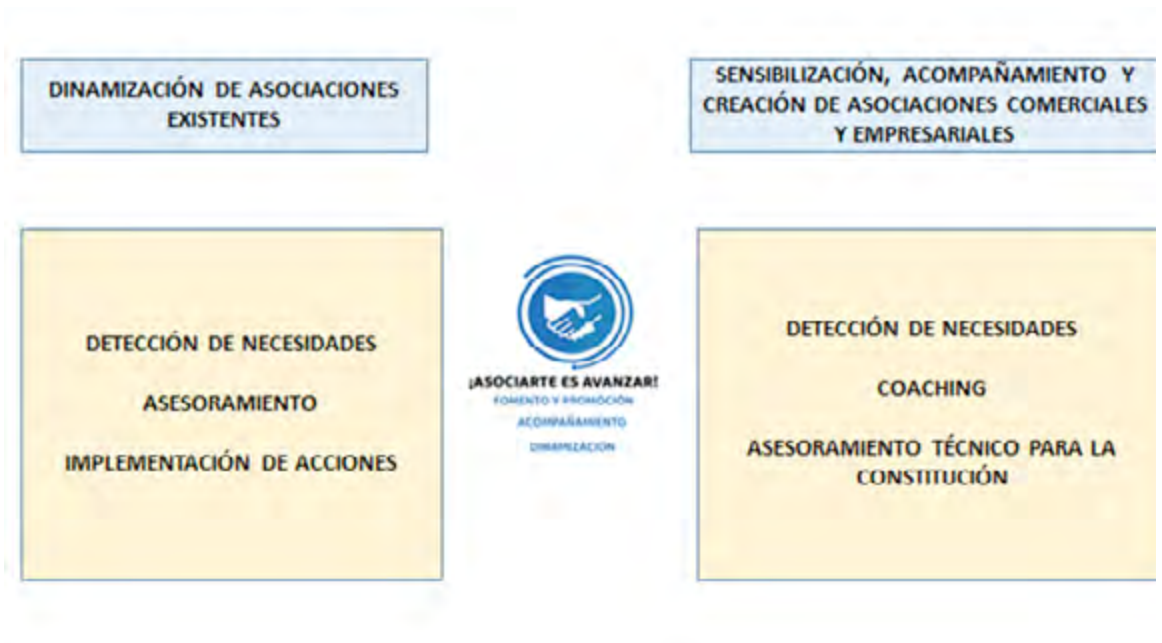 DINAMIZACIÓN DE ASOCIACIONES
EXISTENTES
SENSIBILIZACIÓN, ACOMPAÑAMIENTO Y
CREACIÓN DE ASOCIACIONES COMERCIALES
Y EMPRESARIALES
DETECCIÓN DE NECESIDADES
ASESORAMIENTO
IMPLEMENTACIÓN DE ACCIONES
¡ASOCIARTE ES AVANZAR!
FOMENTO Y PROMOCIÓN
ACOMPAÑAMIENTO
DINAMIZACIÓN
DETECCIÓN DE NECESIDADES
COACHING
ASESORAMIENTO TÉCNICO PARA LA
CONSTITUCIÓN